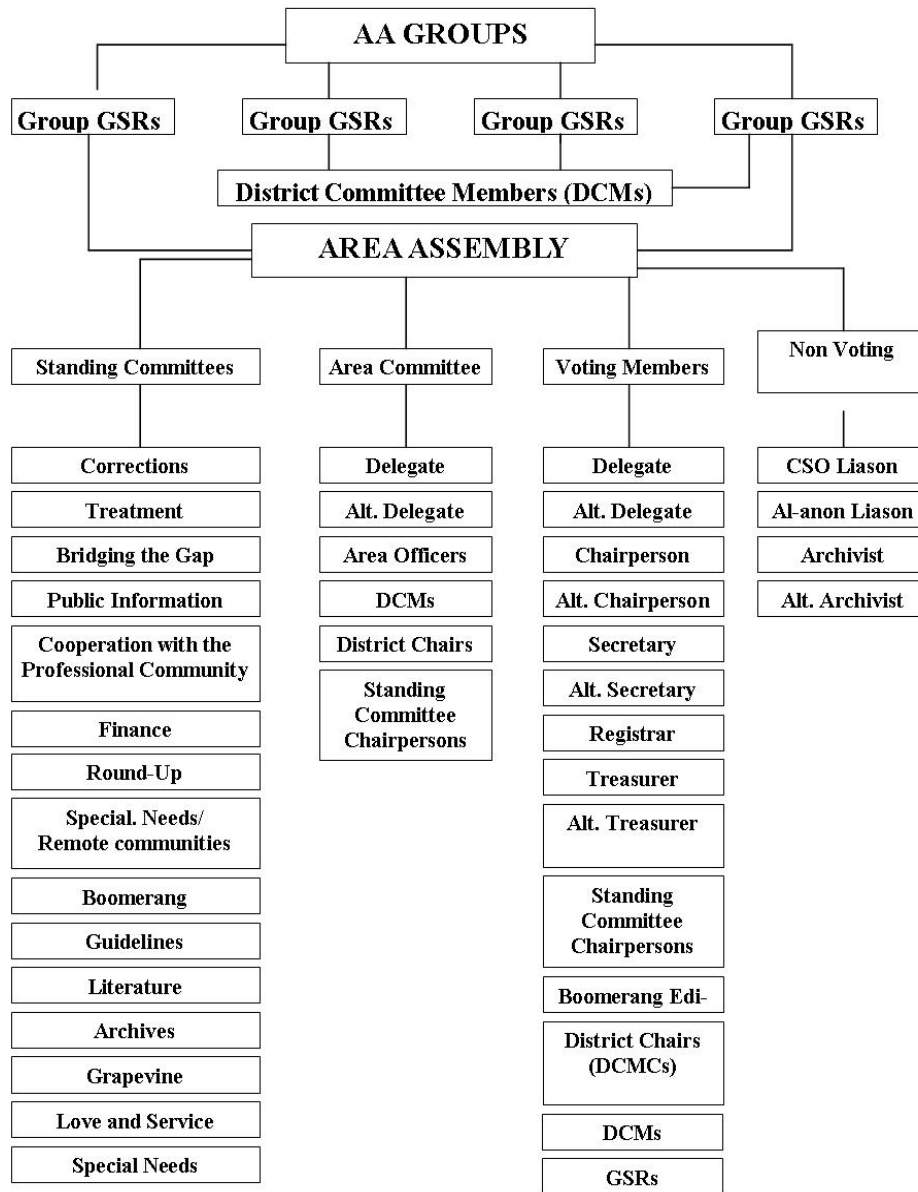 AA GROUPS
Group GSRs
Group GSRs
Group GSRs
Group GSRs
District Committee Members (DCMs)
AREA ASSEMBLY
Standing Committees
Area Committee
Voting Members
Non Voting
Corrections
Treatment
Bridging the Gap
Public Information
Cooperation with the
Professional Community
Finance
Round-Up
Special. Needs/
Remote communities
Boomerang
Guidelines
Literature
Archives
Grapevine
Love and Service
Special Needs
Delegate
Alt. Delegate
Area Officers
DCMs
District Chairs
Standing
Committee
Chairpersons
Delegate
Alt. Delegate
Chairperson
Alt. Chairperson
Secretary
Alt. Secretary
Registrar
Treasurer
Alt. Treasurer
Standing
Committee
Chairpersons
Boomerang Edi-
District Chairs
(DCMCs)
DCMs
GSRs
CSO Liason
Al-anon Liason
Archivist
Alt. Archivist